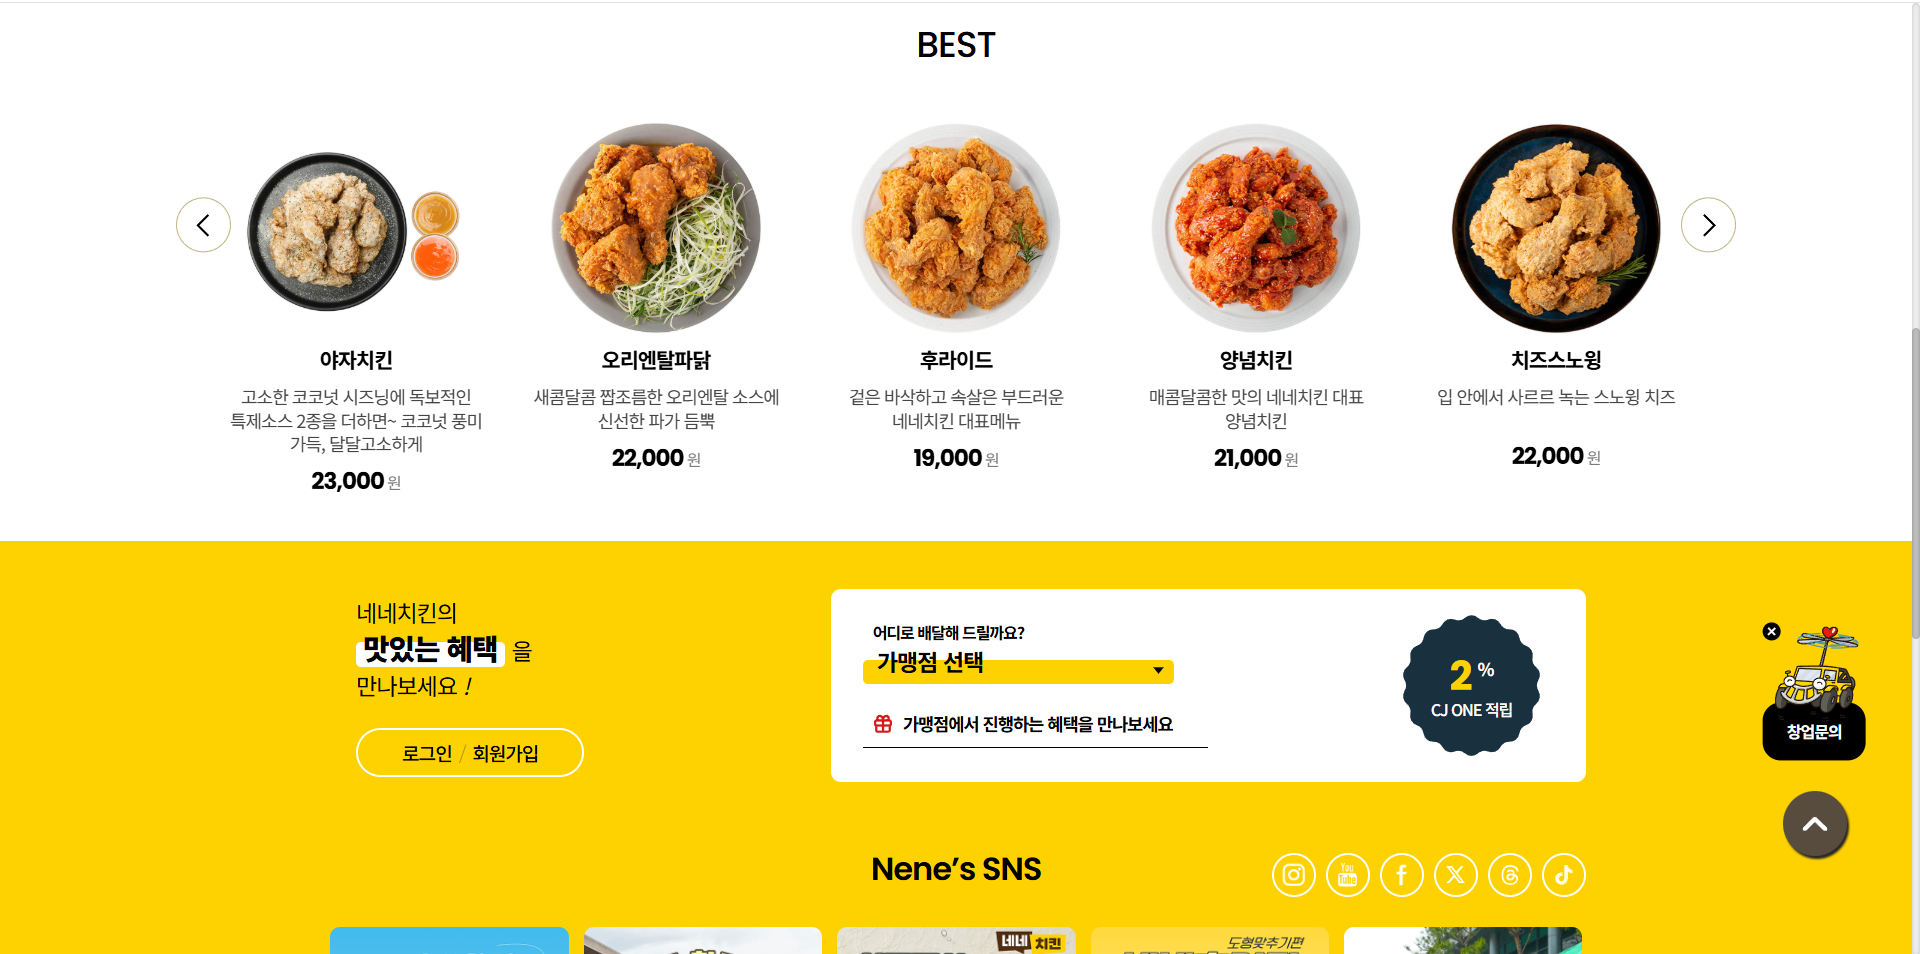 BEST
야자치킨
고소한 코코넛 시즈닝에 독보적인
특제소스 2종을 더하면~ 코코넛 풍미
가득, 달달고소하게
23,000 원
오리엔탈파닭
새콤달콤 짭조름한 오리엔탈 소스에
신선한 파가 듬뿍
22,000 원
후라이드
겉은 바삭하고 속살은 부드러운
네네치킨 대표메뉴
19,000 원
양념치킨
매콤달콤한 맛의 네네치킨 대표
양념치킨
21,000 원
치즈스노윙
입 안에서 사르르 녹는 스노윙 치즈
22,000 원
네네치킨의
맛있는 혜택 을
만나보세요 !
로그인 / 회원가입
어디로 배달해 드릴까요?
가맹점 선택
가맹점에서 진행하는 혜택을 만나보세요
2 %
CJ ONE 적립
창업문의
Nene’s SNS
You
Tube
네네 치킨
도형맞추기편